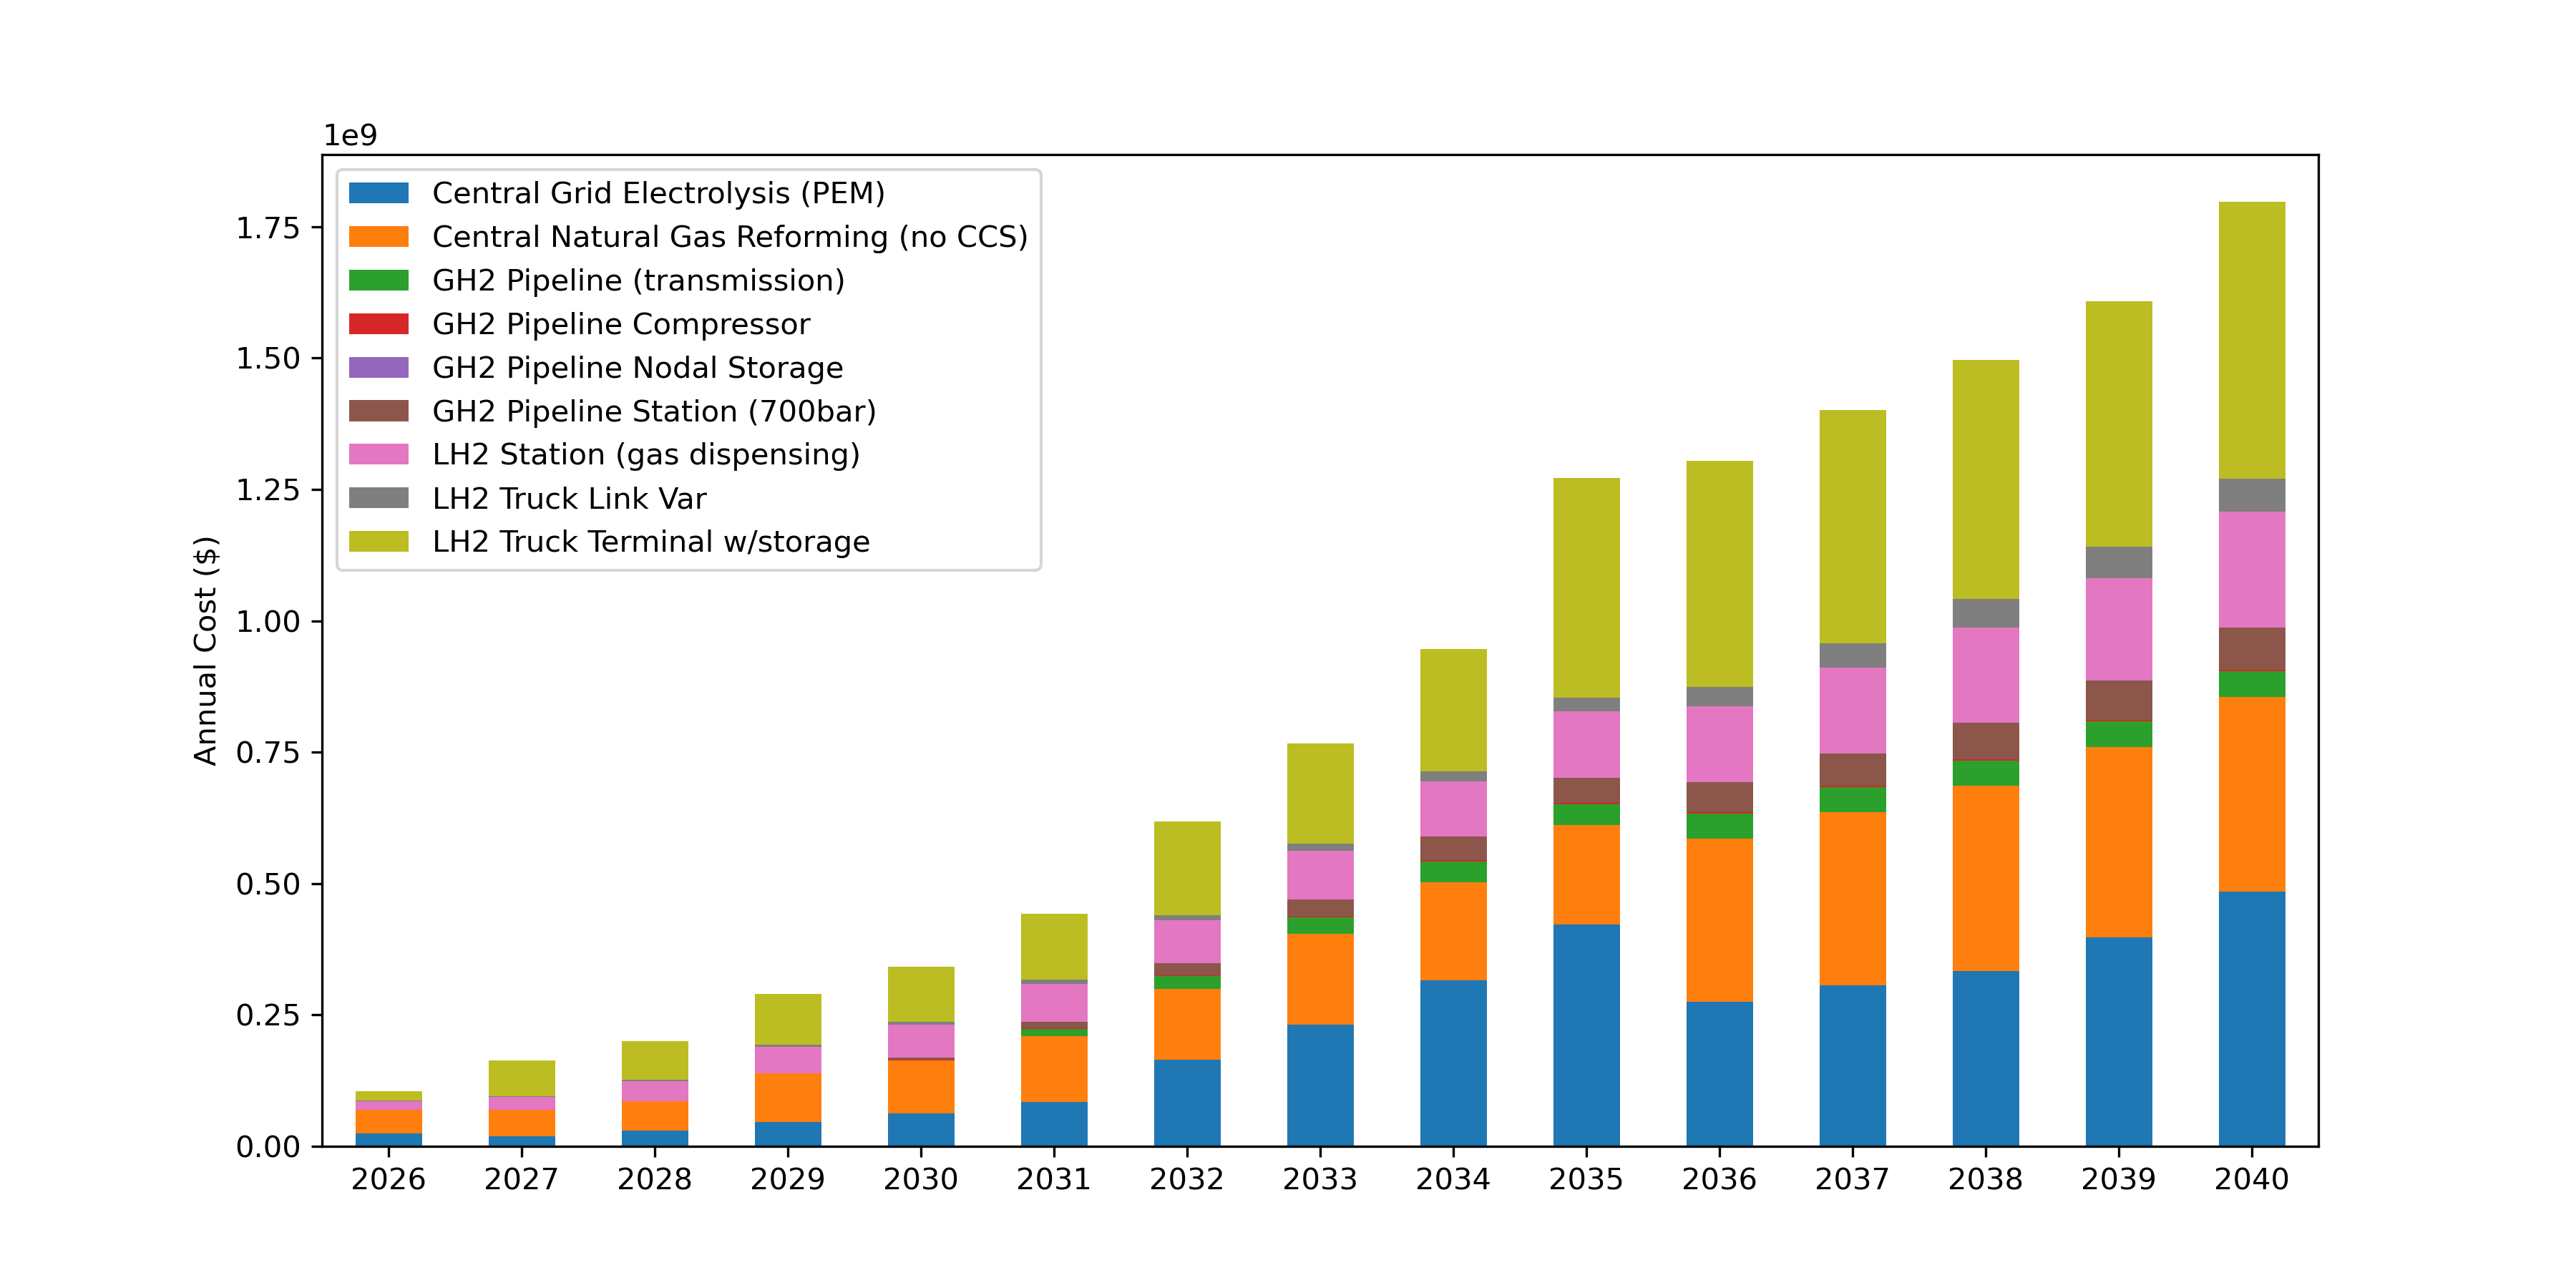 1e9
Central Grid Electrolysis (PEM)
Central Natural Gas Reforming (no CCS)
GH2 Pipeline (transmission)
GH2 Pipeline Compressor
GH2 Pipeline Nodal Storage
GH2 Pipeline Station (700bar)
LH2 Station (gas dispensing)
LH2 Truck Link Var
LH2 Truck Terminal w/storage
Annual Cost ($)
1.75
1.50
1.25
1.00
0.75
0.50
0.25
0.00
2026 2027 2028 2029 2030 2031 2032 2033 2034 2035 2036 2037 2038 2039 2040